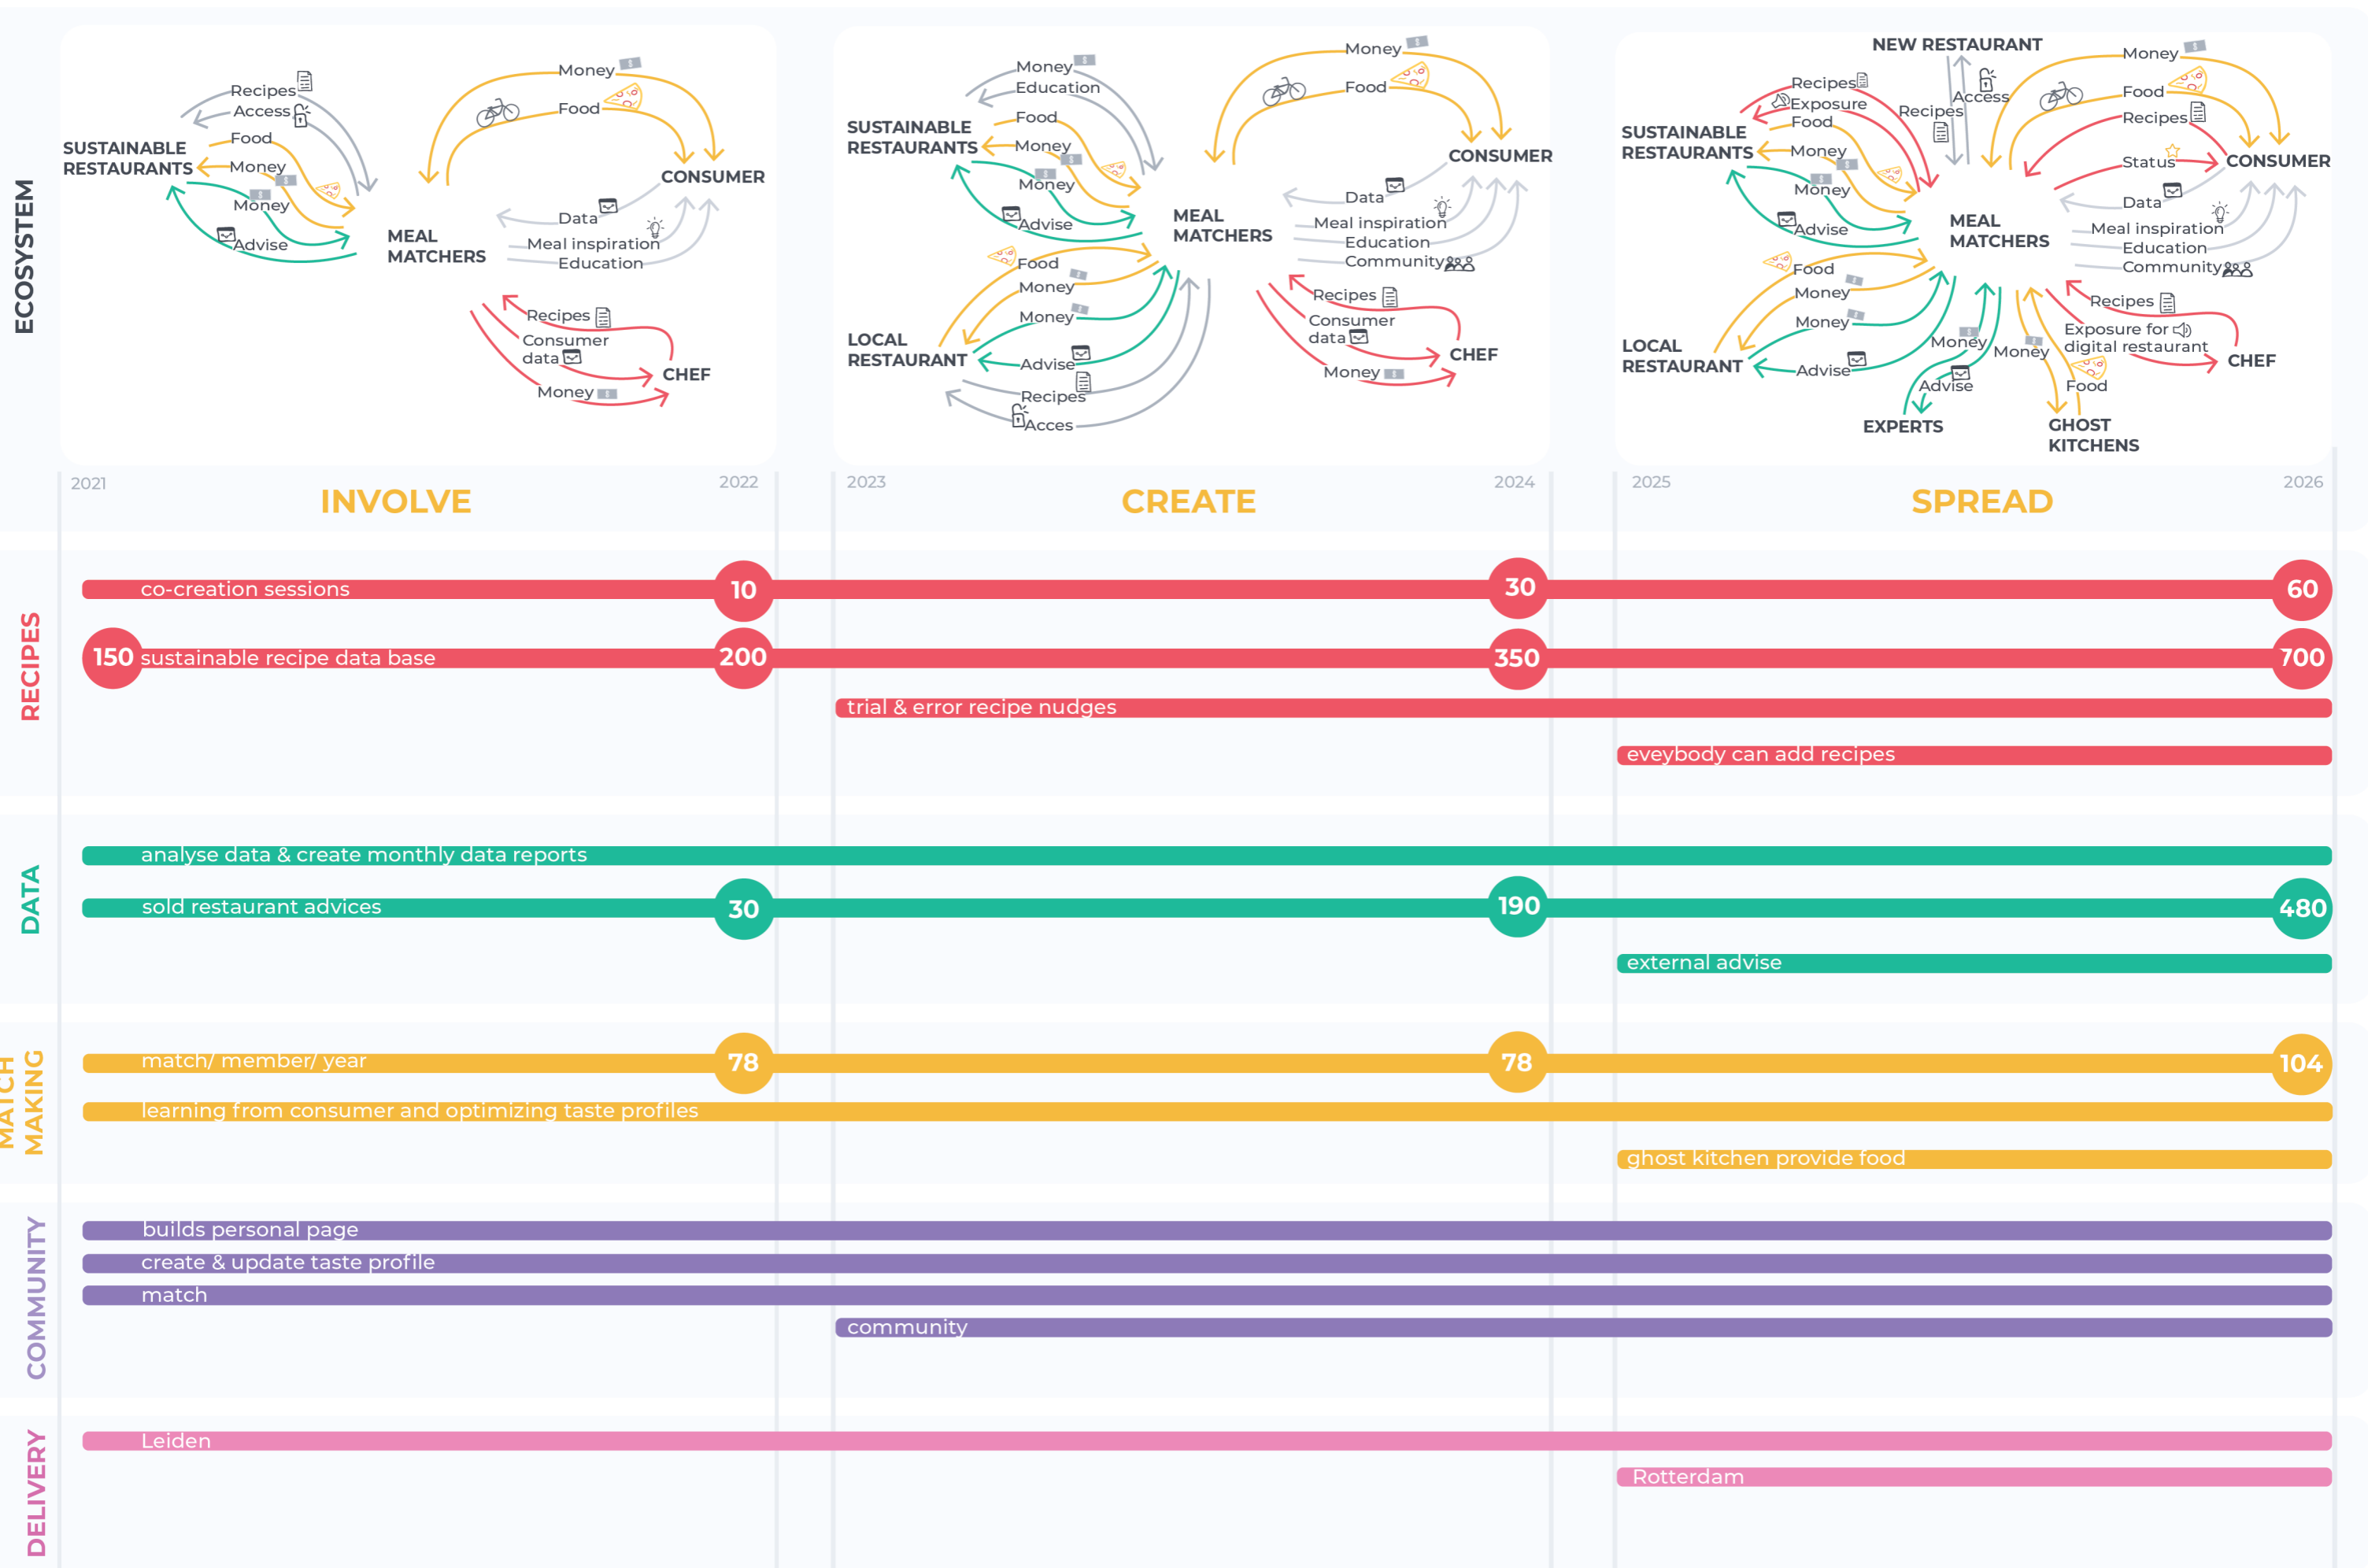 ECOSYSTEM
Recipes
Access
Food
Money
SUSTAINABLE
RESTAURANTS
Money
Advise
Money
Food
CONSUMER
Data
Meal inspiration
Education
MEAL
MATCHERS
Recipes
Consumer
data
Money
CHEF
Money
Education
Food
Money
SUSTAINABLE
RESTAURANTS
Money
Advise
Money
Food
CONSUMER
Data
Meal inspiration
Education
Community
MEAL
MATCHERS
Food
Money
Money
LOCAL
RESTAURANT
Advise
Recipes
Acces
Recipes
Consumer
data
Money
CHEF
NEW RESTAURANT
Recipes
Exposure
Food
Money
SUSTAINABLE
RESTAURANTS
Money
Advise
Recipes
Access
Money
Food
Recipes
Status
CONSUMER
Data
Meal inspiration
Education
Community
MEAL
MATCHERS
Food
Money
Money
LOCAL
RESTAURANT
Advise
Money
Advise
EXPERTS
Money
Food
GHOST
KITCHENS
Recipes
Exposure for
digital restaurant
CHEF
2021
INVOLVE
2022
2023
CREATE
2024
2025
SPREAD
2026
RECIPES
co-creation sessions
10
30
60
150
sustainable recipe data base
200
350
700
trial & error recipe nudges
eveybody can add recipes
DATA
analyse data & create monthly data reports
sold restaurant advices
30
190
480
external advise
MATCH
MAKING
match/ member/ year
78
78
104
learning from consumer and optimizing taste profiles
ghost kitchen provide food
COMMUNITY
builds personal page
create & update taste profile
match
community
DELIVERY
Leiden
Rotterdam